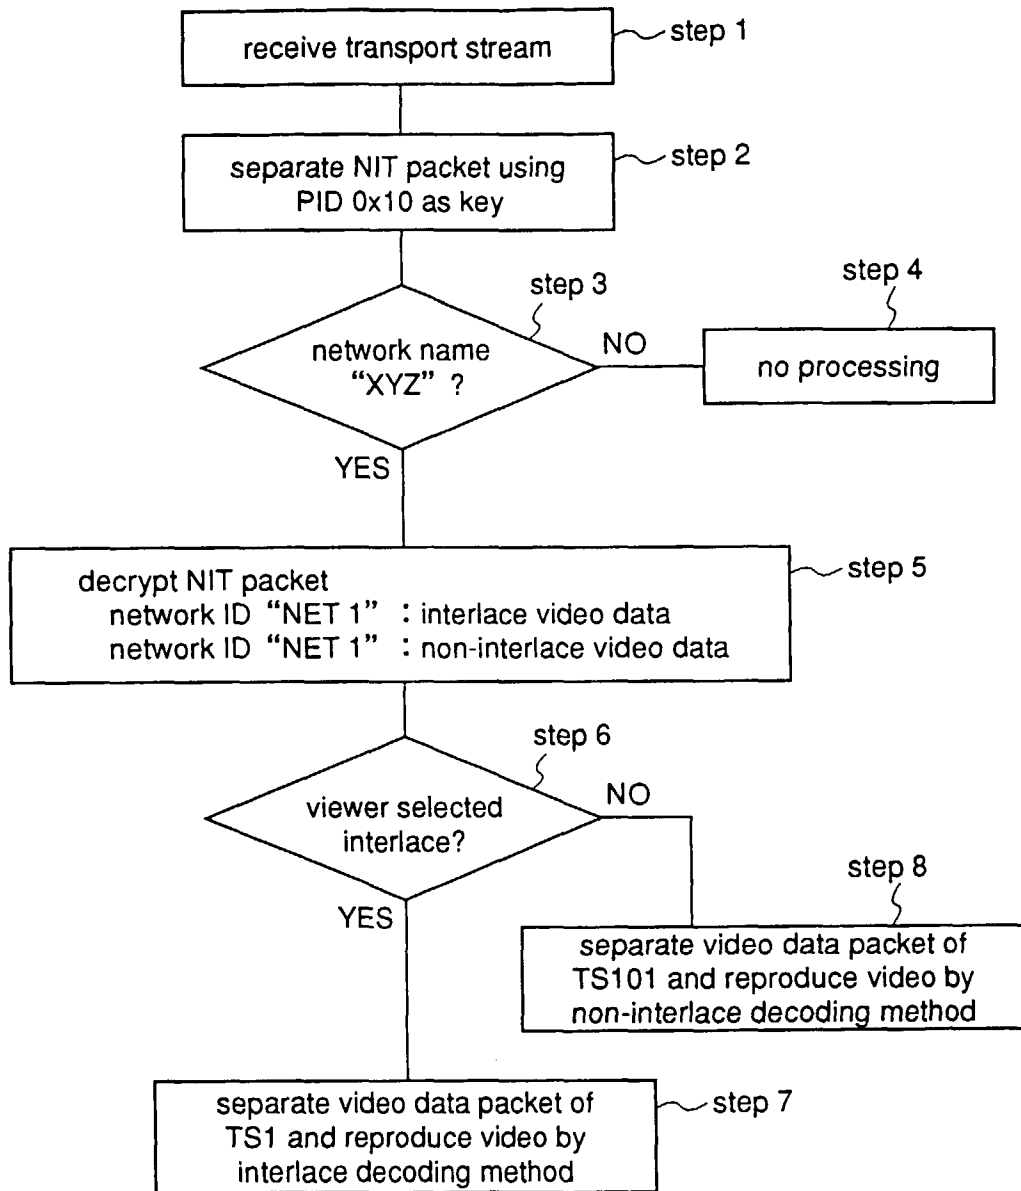 receive transport stream
step 1
separate NIT packet using
PID 0x10 as key
step 2
step 3
network name
“XYZ” ?
NO
step 4
no processing
YES
decrypt NIT packet
network ID “NET 1” : interlace video data
network ID “NET 1” : non-interlace video data
step 5
step 6
viewer selected
interlace?
NO
YES
step 8
separate video data packet of
TS101 and reproduce video by
non-interlace decoding method
separate video data packet of
TS1 and reproduce video by
interlace decoding method
step 7